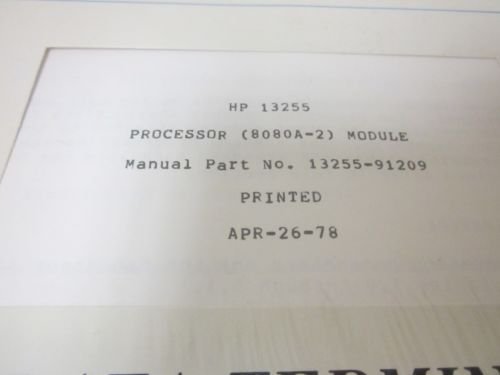 HP 13255
PROCESSOR (8080A-2) MODULE
Manual Part No. 13255-91209
PRINTED
APR-26-78